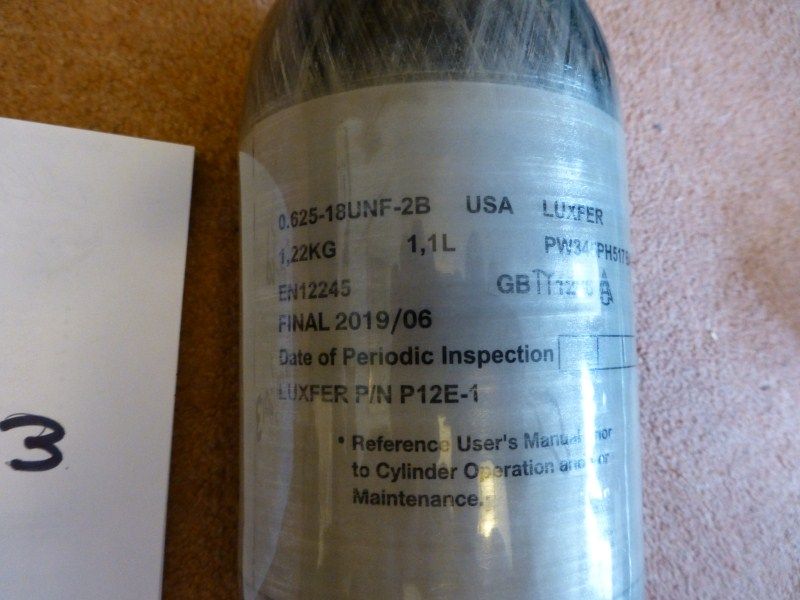 3
0.625-18UNF-2B USA LUXFER
1,22KG 1,1L
EN12245 GB
FINAL 2019/06
Date of Periodic Inspection
LUXFER P/N P12E-1
* Reference User's Manual
to Cylinder Operation
Maintenance.